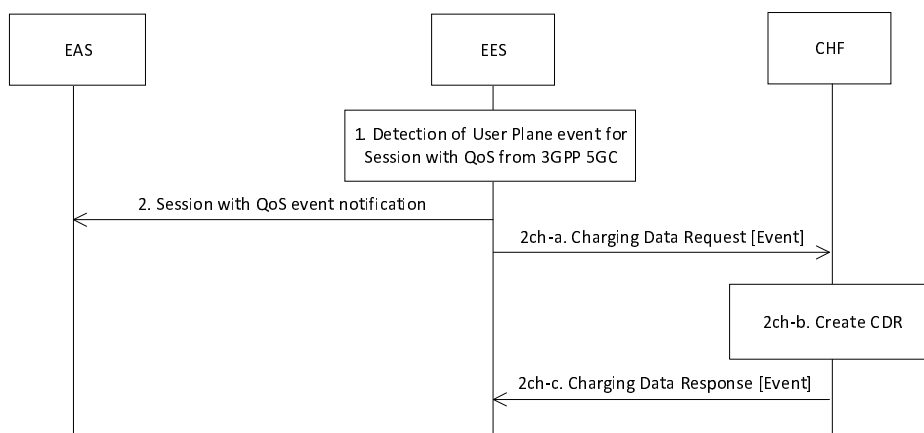 EAS
EES
CHF
1. Detection of User Plane event for
Session with QoS from 3GPP 5GC
2. Session with QoS event notification
2ch-a. Charging Data Request [Event]
2ch-b. Create CDR
2ch-c. Charging Data Response [Event]